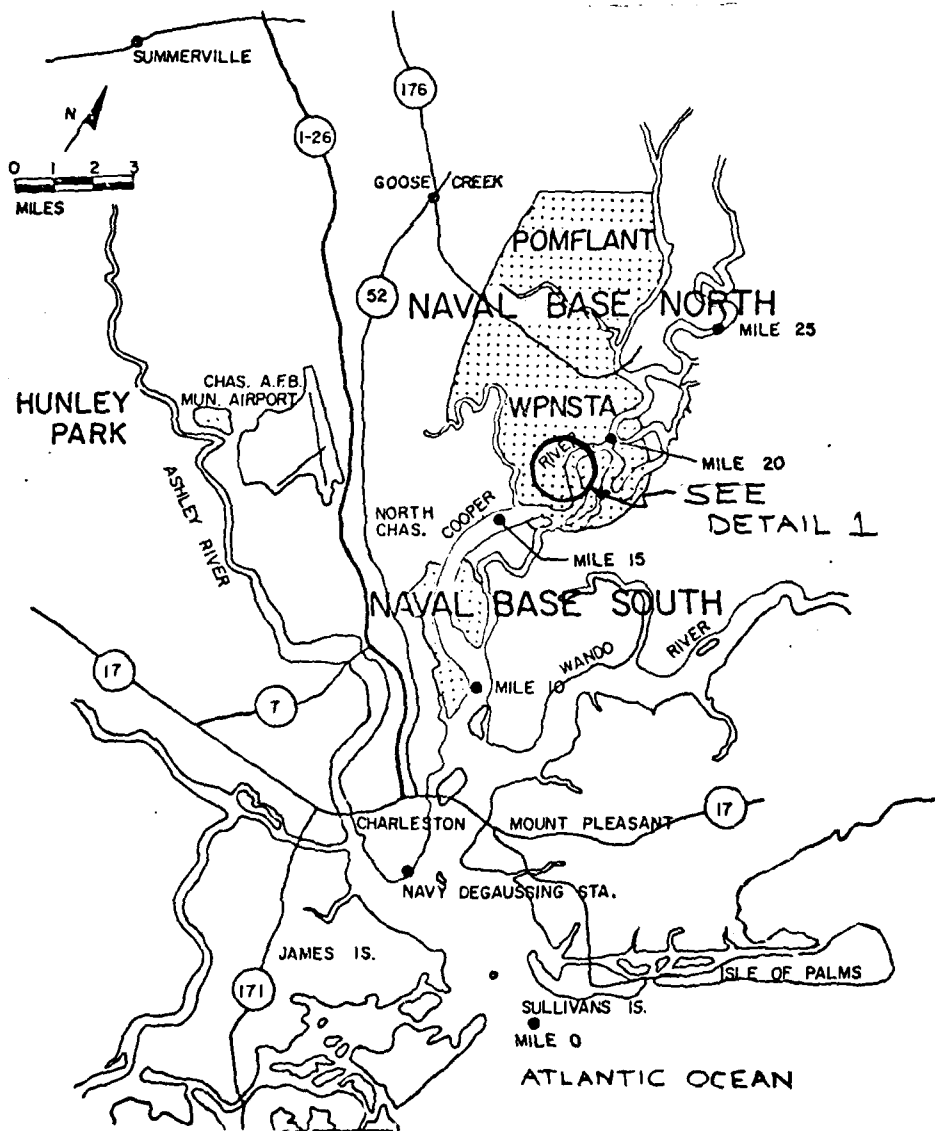 SUMMERVILLE
176
N
I-26
0 1 2 3
MILES
GOOSE CREEK
POMFLANT
52
NAVAL BASE NORTH
MILE 25
CHAS. A.F.B.
MUN. AIRPORT
HUNLEY
PARK
WPNSTA
RIVER
MILE 20
ASHLEY RIVER
SEE
DETAIL 1
NORTH
CHAS.
COOPER
MILE 15
NAVAL BASE SOUTH
WANDO
RIVER
17
7
MILE 10
17
CHARLESTON
MOUNT PLEASANT
NAVY DEGAUSSING STA.
JAMES IS.
ISLE OF PALMS
171
SULLIVANS IS.
MILE 0
ATLANTIC OCEAN